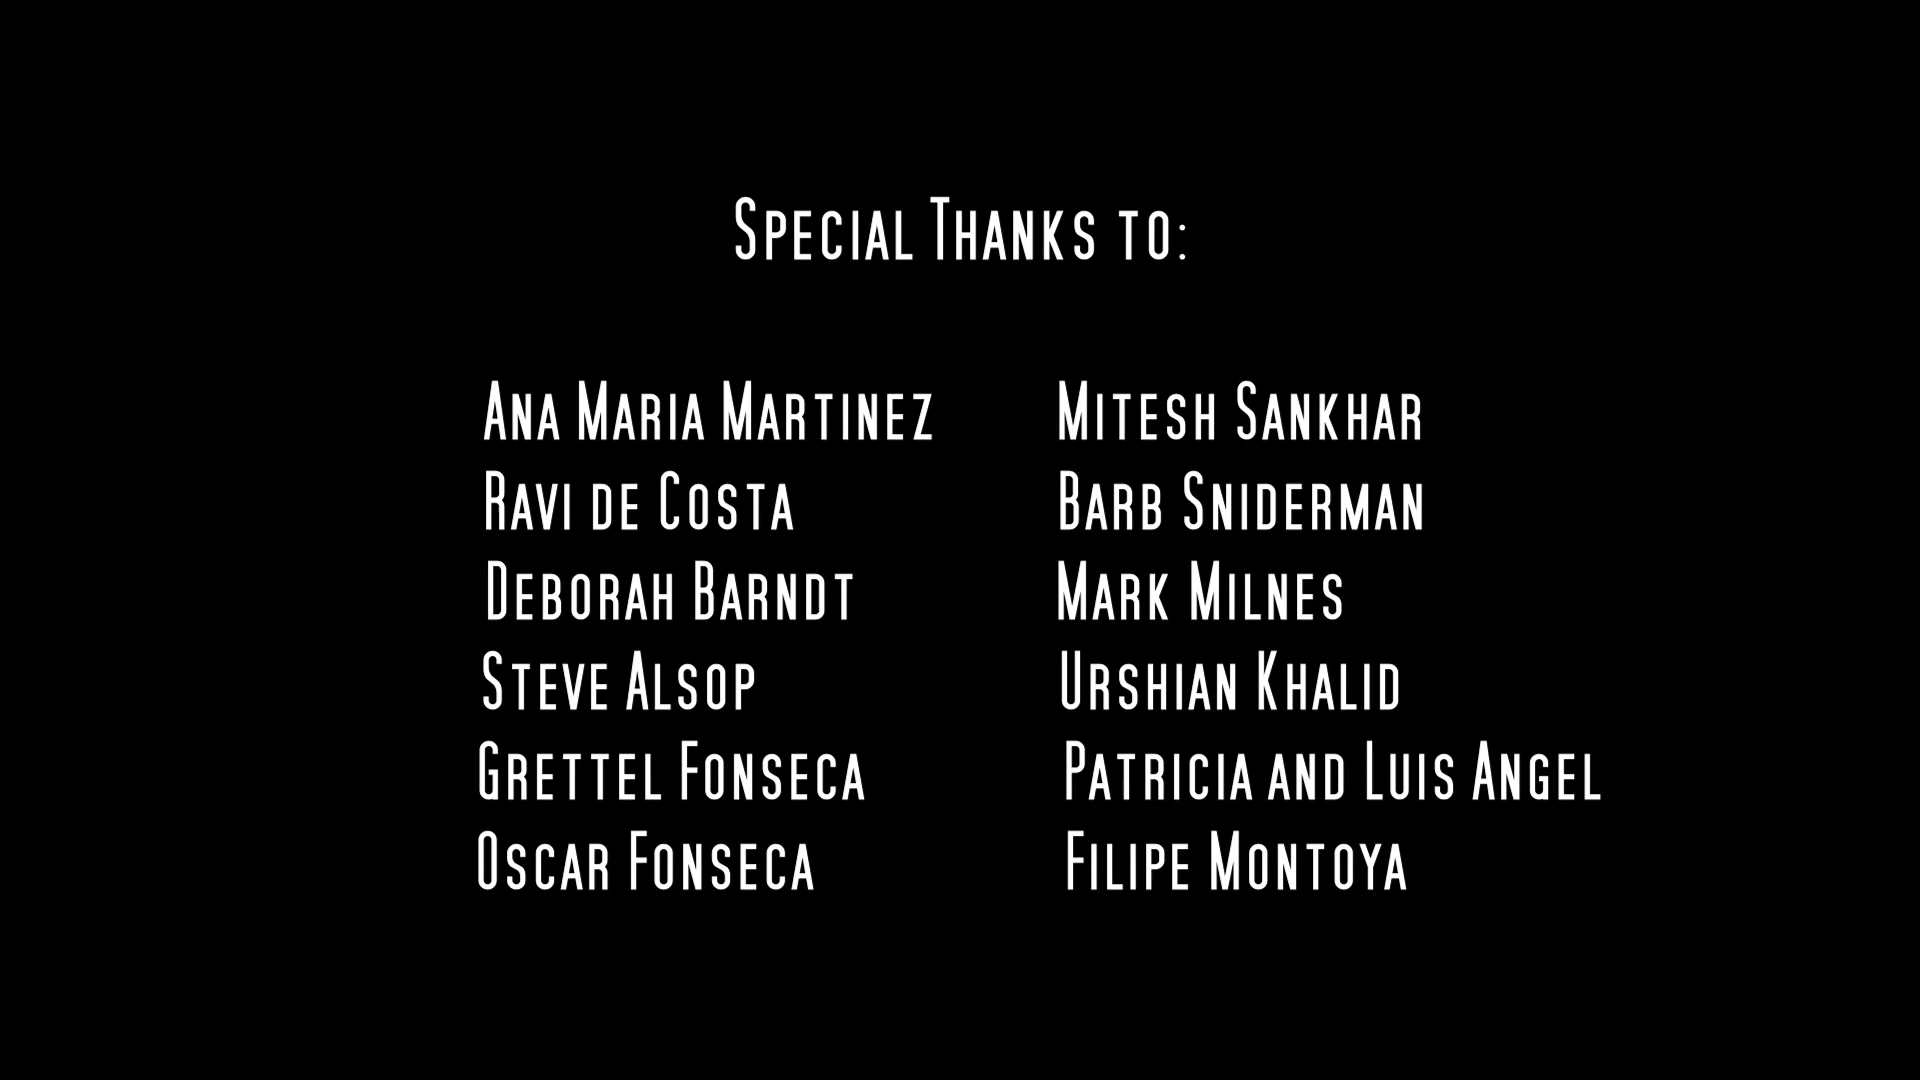 Special Thanks to:
Ana Maria Martinez
Ravi de Costa
Deborah Barndt
Steve Alsop
Grettel Fonseca
Oscar Fonseca
Mitesh Sankhar
Barb Sniderman
Mark Milnes
Urshian Khalid
Patricia and Luis Angel
Filipe Montoya